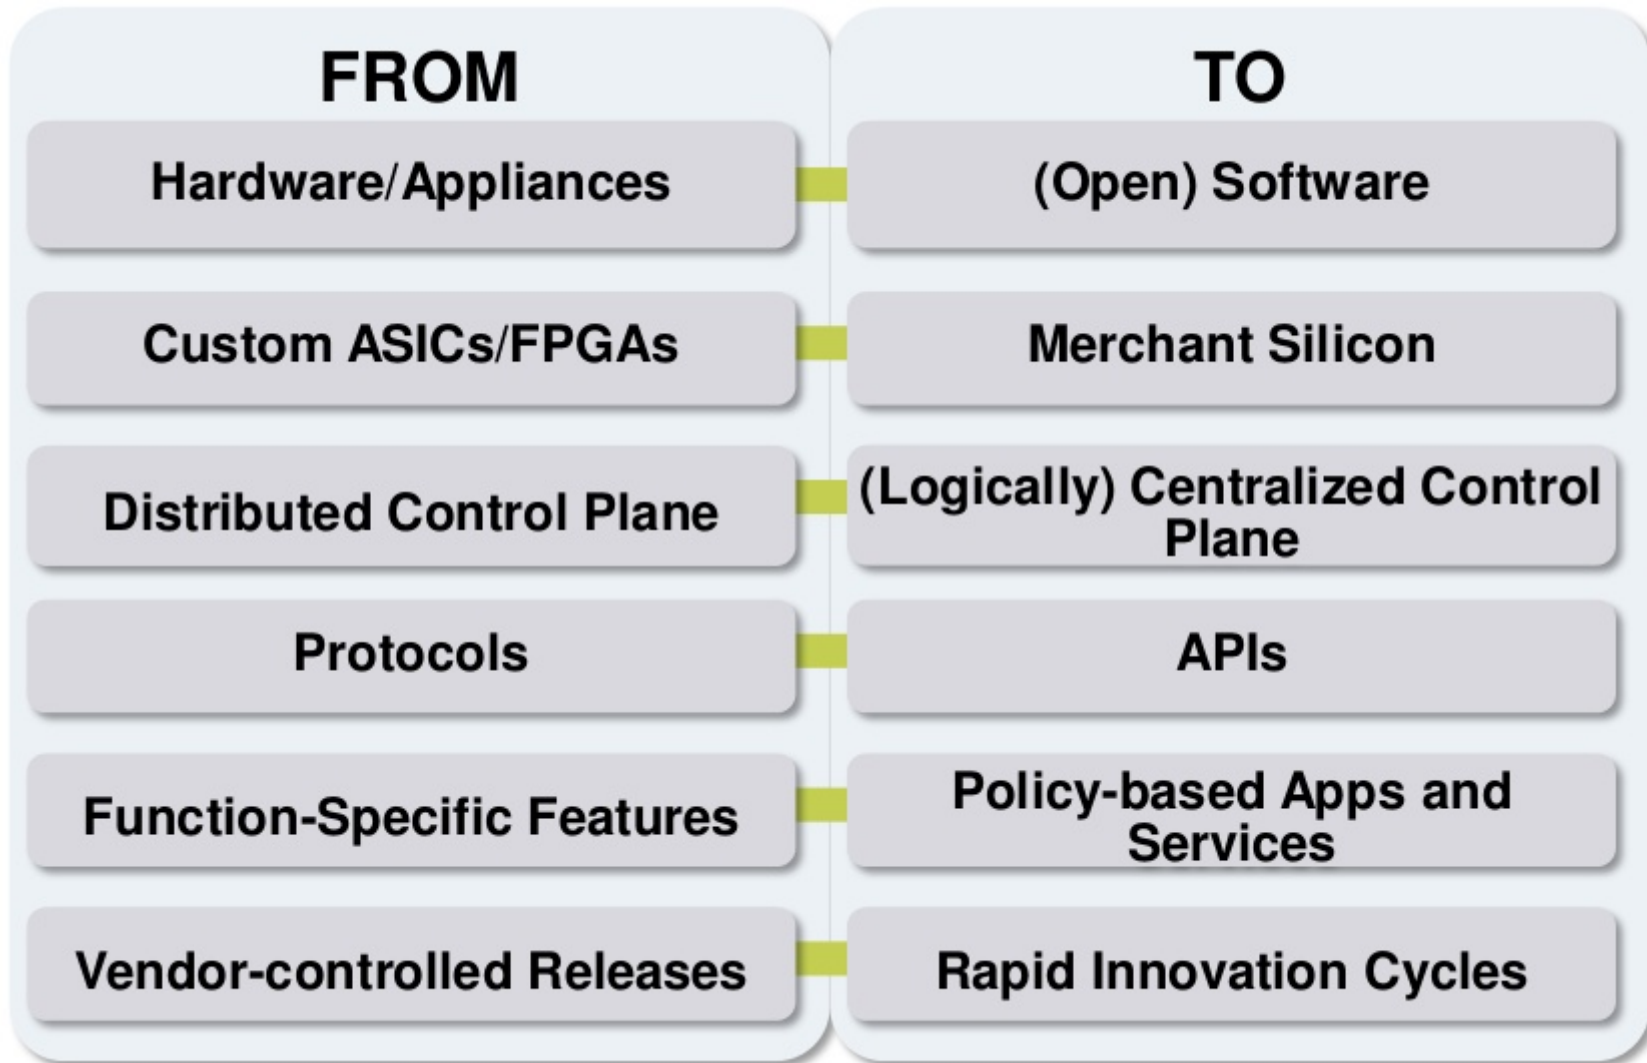 FROM
TO
Hardware/Appliances
(Open) Software
Custom ASICs/FPGAs
Merchant Silicon
Distributed Control Plane
(Logically) Centralized Control
Plane
Protocols
APIs
Function-Specific Features
Policy-based Apps and
Services
Vendor-controlled Releases
Rapid Innovation Cycles